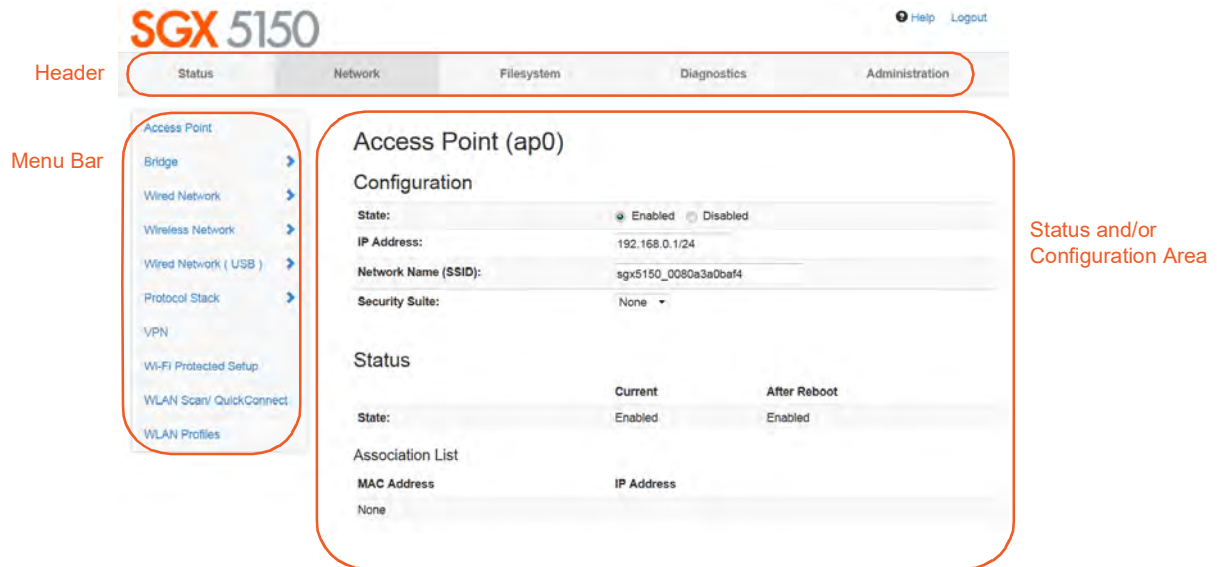 SGX 5150
Help Logout
Header
Status Network Filesystem Diagnostics Administration
Menu Bar
Access Point
Bridge
Wired Network
Wireless Network
Wired Network ( USB )
Protocol Stack
VPN
Wi-Fi Protected Setup
WLAN Scan/ QuickConnect
WLAN Profiles
Access Point (ap0)
Configuration
State: Enabled Disabled
IP Address: 192.168.0.1/24
Network Name (SSID): sgx5150_0080a3a0baf4
Security Suite: None
Status
Current After Reboot
State: Enabled Enabled
Association List
MAC Address IP Address
None
Status and/or
Configuration Area